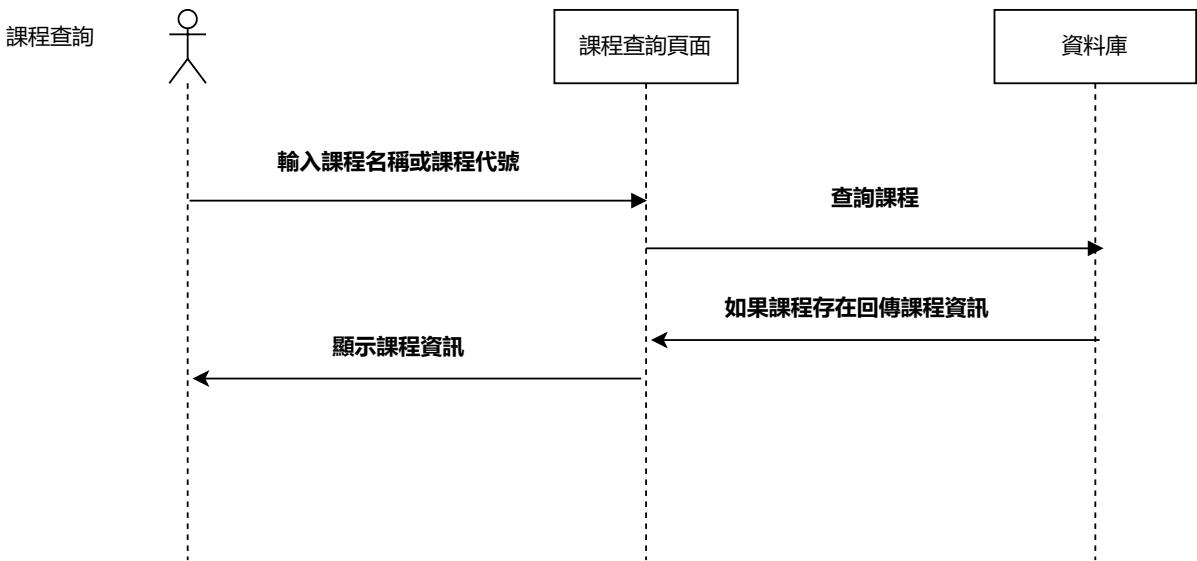 課程查詢
課程查詢頁面
資料庫
輸入課程名稱或課程代號
查詢課程
如果課程存在回傳課程資訊
顯示課程資訊